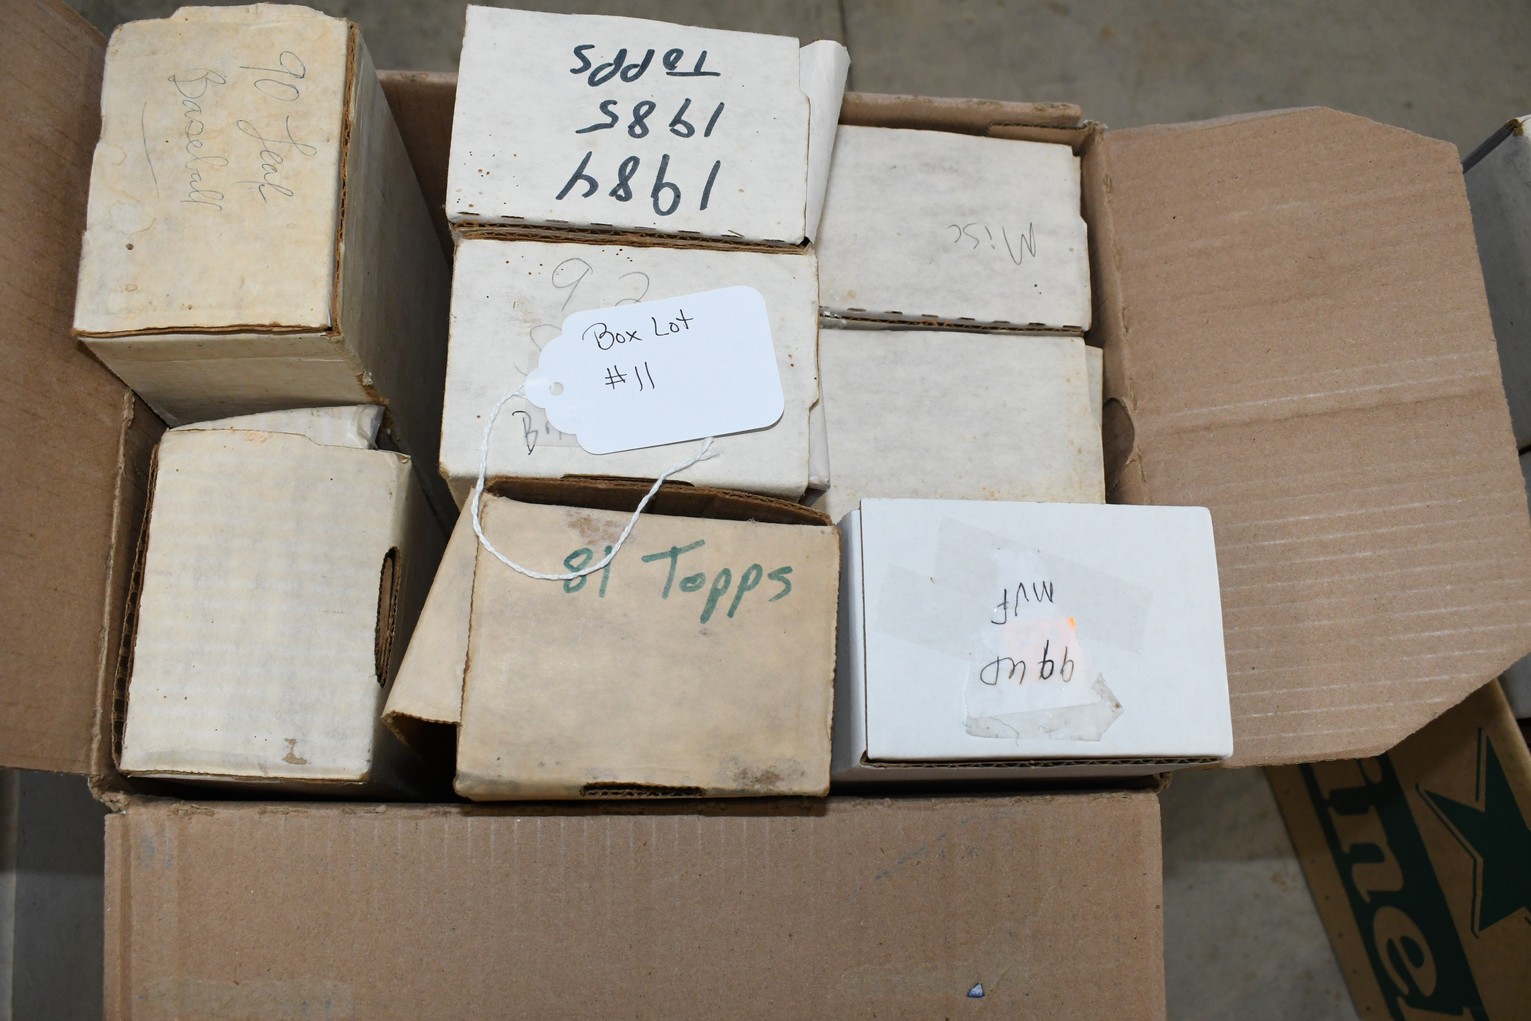 90 Leaf
Baseball
1984
1985
Topps
Misc
Box Lot
#11
81 Topps
99 UD
MVP